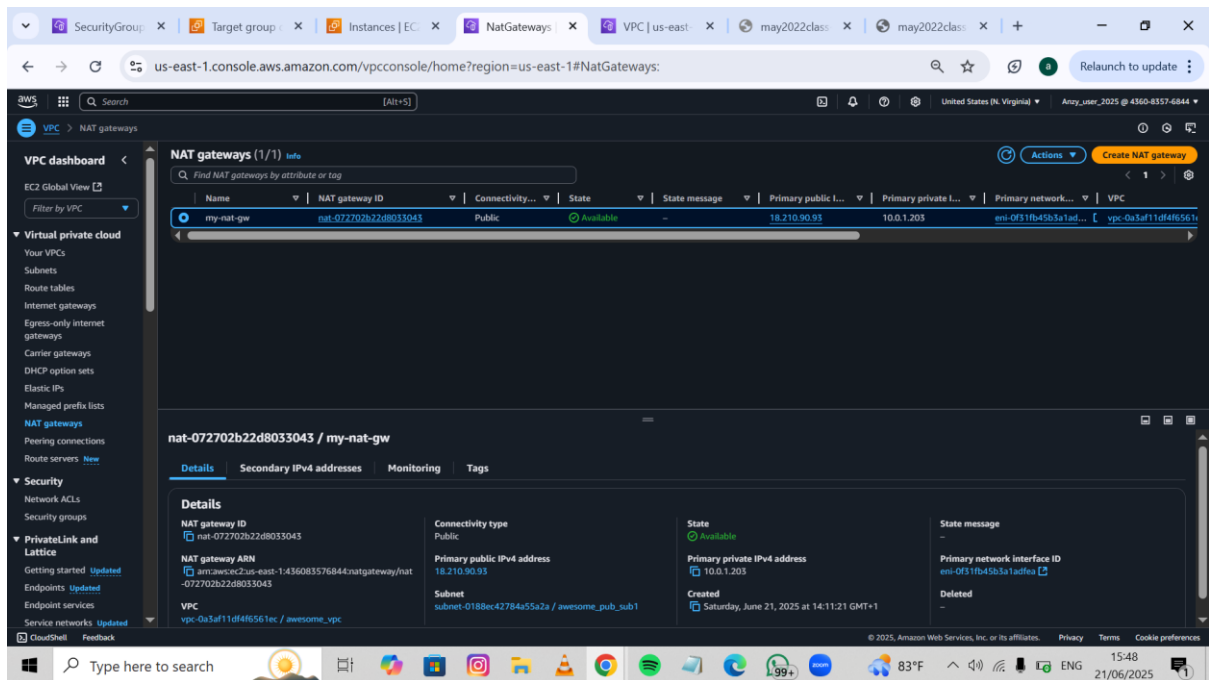 SecurityGroup
Target group c
Instances | EC2
NatGateways |
VPC | us-east-
may2022class
may2022class
us-east-1.console.aws.amazon.com/vpcconsole/home?region=us-east-1#NatGateways:
a
Relaunch to update
aws
Search
[Alt+S]
United States (N. Virginia) ▼
Anzy_user_2025 @ 4360-8357-6844 ▼
VPC > NAT gateways
VPC dashboard
EC2 Global View
Filter by VPC
Virtual private cloud
Your VPCs
Subnets
Route tables
Internet gateways
Egress-only internet
gateways
Carrier gateways
DHCP option sets
Elastic IPs
Managed prefix lists
NAT gateways
Peering connections
Route servers New
Security
Network ACLs
Security groups
PrivateLink and
Lattice
Getting started Updated
Endpoints Updated
Endpoint services
Service networks Updated
NAT gateways (1/1) Info
Actions ▼
Create NAT gateway
Find NAT gateways by attribute or tag
1
Name
NAT gateway ID
Connectivity...
State
State message
Primary public I...
Primary private I...
Primary network...
VPC
my-nat-gw
nat-072702b22d8033043
Public
Available
–
18.210.90.93
10.0.1.203
eni-0f31fb45b3a1ad...
vpc-0a3af11df4f6561e
nat-072702b22d8033043 / my-nat-gw
Details
Secondary IPv4 addresses
Monitoring
Tags
Details
NAT gateway ID
nat-072702b22d8033043
Connectivity type
Public
State
Available
State message
–
NAT gateway ARN
arn:aws:ec2:us-east-1:436083576844:natgateway/nat
-072702b22d8033043
Primary public IPv4 address
18.210.90.93
Primary private IPv4 address
10.0.1.203
Primary network interface ID
eni-0f31fb45b3a1adfea
VPC
vpc-0a3af11df4f6561ec / awesome_vpc
Subnet
subnet-0188ec42784a55a2a / awesome_pub_sub1
Created
Saturday, June 21, 2025 at 14:11:21 GMT+1
Deleted
–
CloudShell
Feedback
© 2025, Amazon Web Services, Inc. or its affiliates.
Privacy
Terms
Cookie preferences
Type here to search
99+
zoom
83°F
ENG
15:48
21/06/2025
1